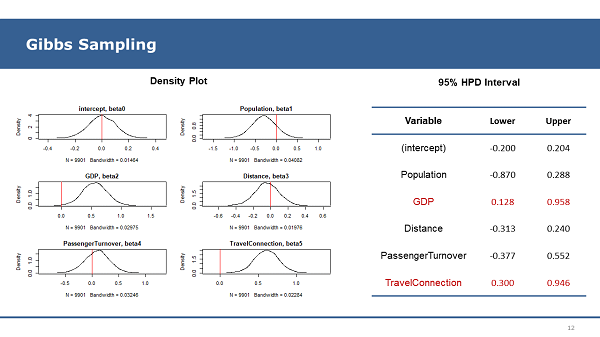 Gibbs Sampling
Density Plot
intercept, beta0
Density
0 2 4
-0.4 -0.2 0.0 0.2 0.4
N = 9901 Bandwidth = 0.01464
Population, beta1
Density
0.0 0.8
-1.5 -1.0 -0.5 0.0 0.5 1.0
N = 9901 Bandwidth = 0.04082
GDP, beta2
Density
0.0 1.0
0.0 0.5 1.0 1.5
N = 9901 Bandwidth = 0.02975
Distance, beta3
Density
0.0 1.5
-0.6 -0.4 -0.2 0.0 0.2 0.4 0.6
N = 9901 Bandwidth = 0.01976
PassengerTurnover, beta4
Density
0.0 1.0
-0.5 0.0 0.5 1.0
N = 9901 Bandwidth = 0.03246
TravelConnection, beta5
Density
0.0 1.5
0.0 0.5 1.0
N = 9901 Bandwidth = 0.02284
95% HPD Interval
Variable Lower Upper
(intercept) -0.200 0.204
Population -0.870 0.288
GDP 0.128 0.958
Distance -0.313 0.240
PassengerTurnover -0.377 0.552
TravelConnection 0.300 0.946
12